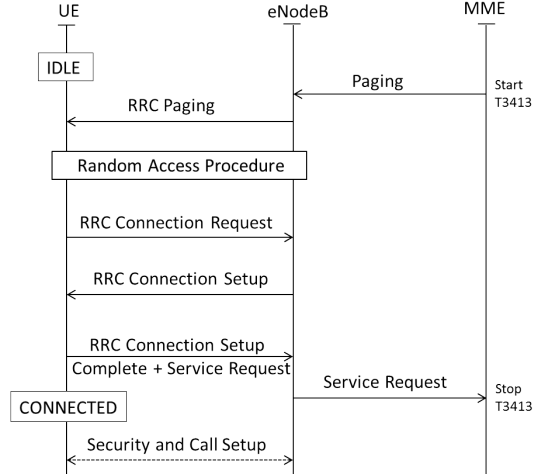 UE
eNodeB
MME
IDLE
Paging
Start
T3413
RRC Paging
Random Access Procedure
RRC Connection Request
RRC Connection Setup
RRC Connection Setup
Complete + Service Request
Service Request
Stop
T3413
CONNECTED
Security and Call Setup